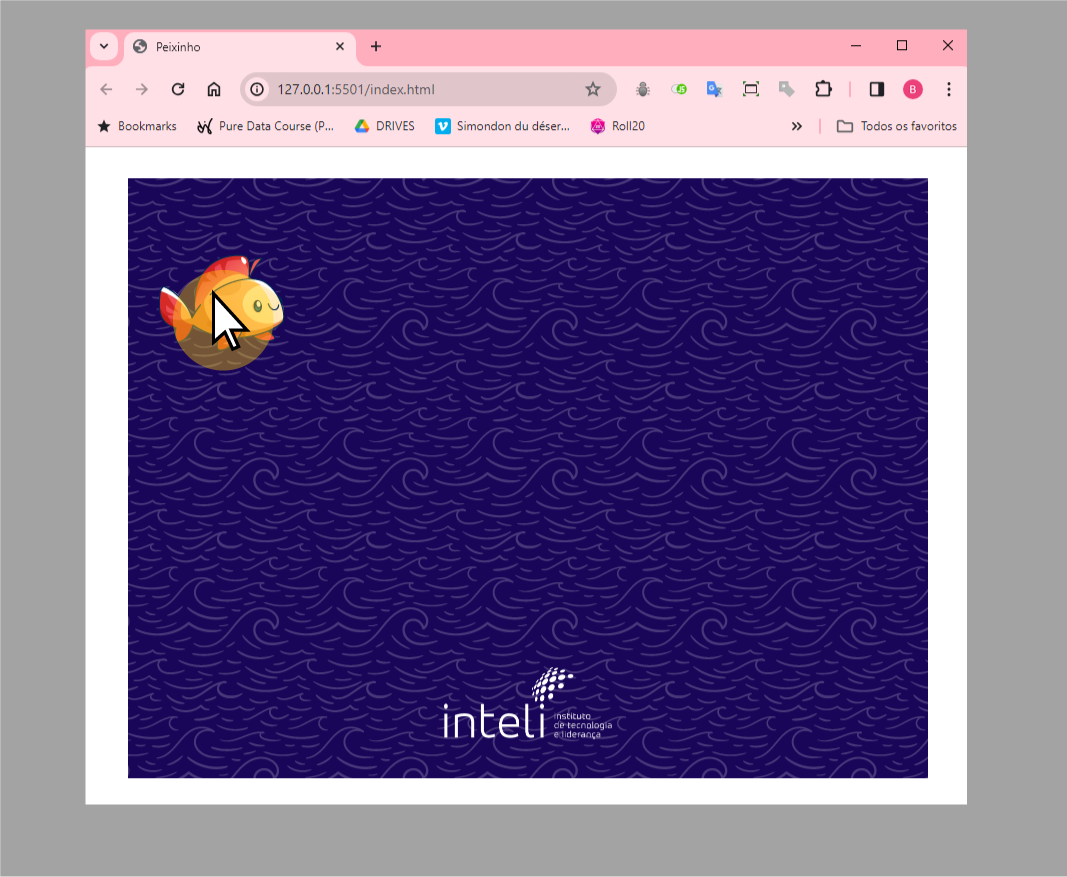 Peixinho
127.0.0.1:5501/index.html
B
Bookmarks
Pure Data Course (P...
DRIVES
Simondon du déser...
Roll20
Todos os favoritos
inteli
instituto
de tecnologia
e liderança